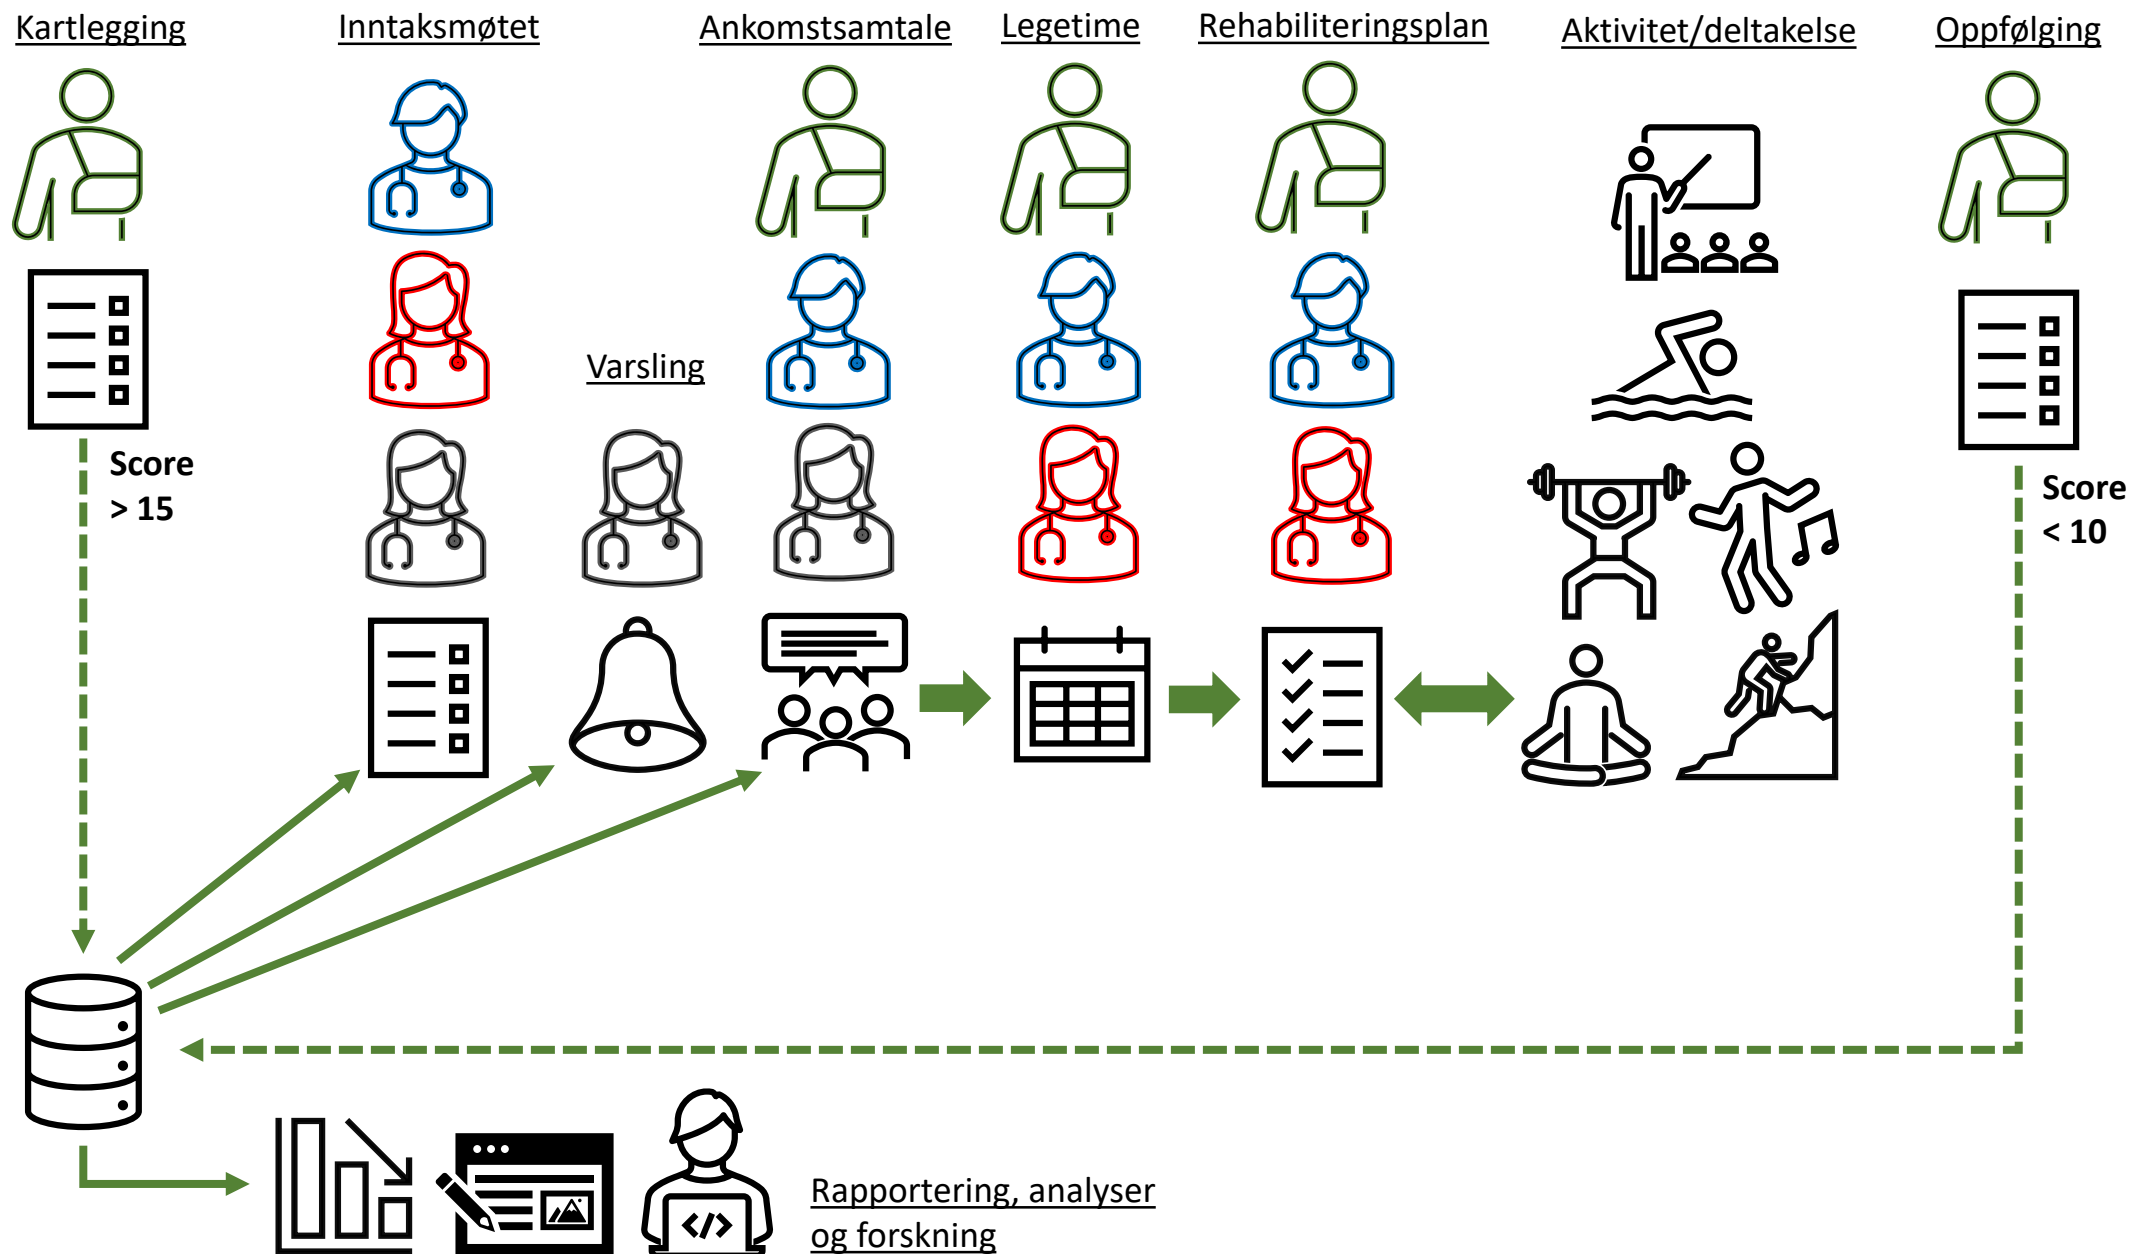 Kartlegging
Inntaksmøtet
Ankomstsamtale
Legetime
Rehabiliteringsplan
Aktivitet/deltakelse
Oppfølging
Varsling
Score
> 15
Score
< 10
</>
Rapportering, analyser
og forskning